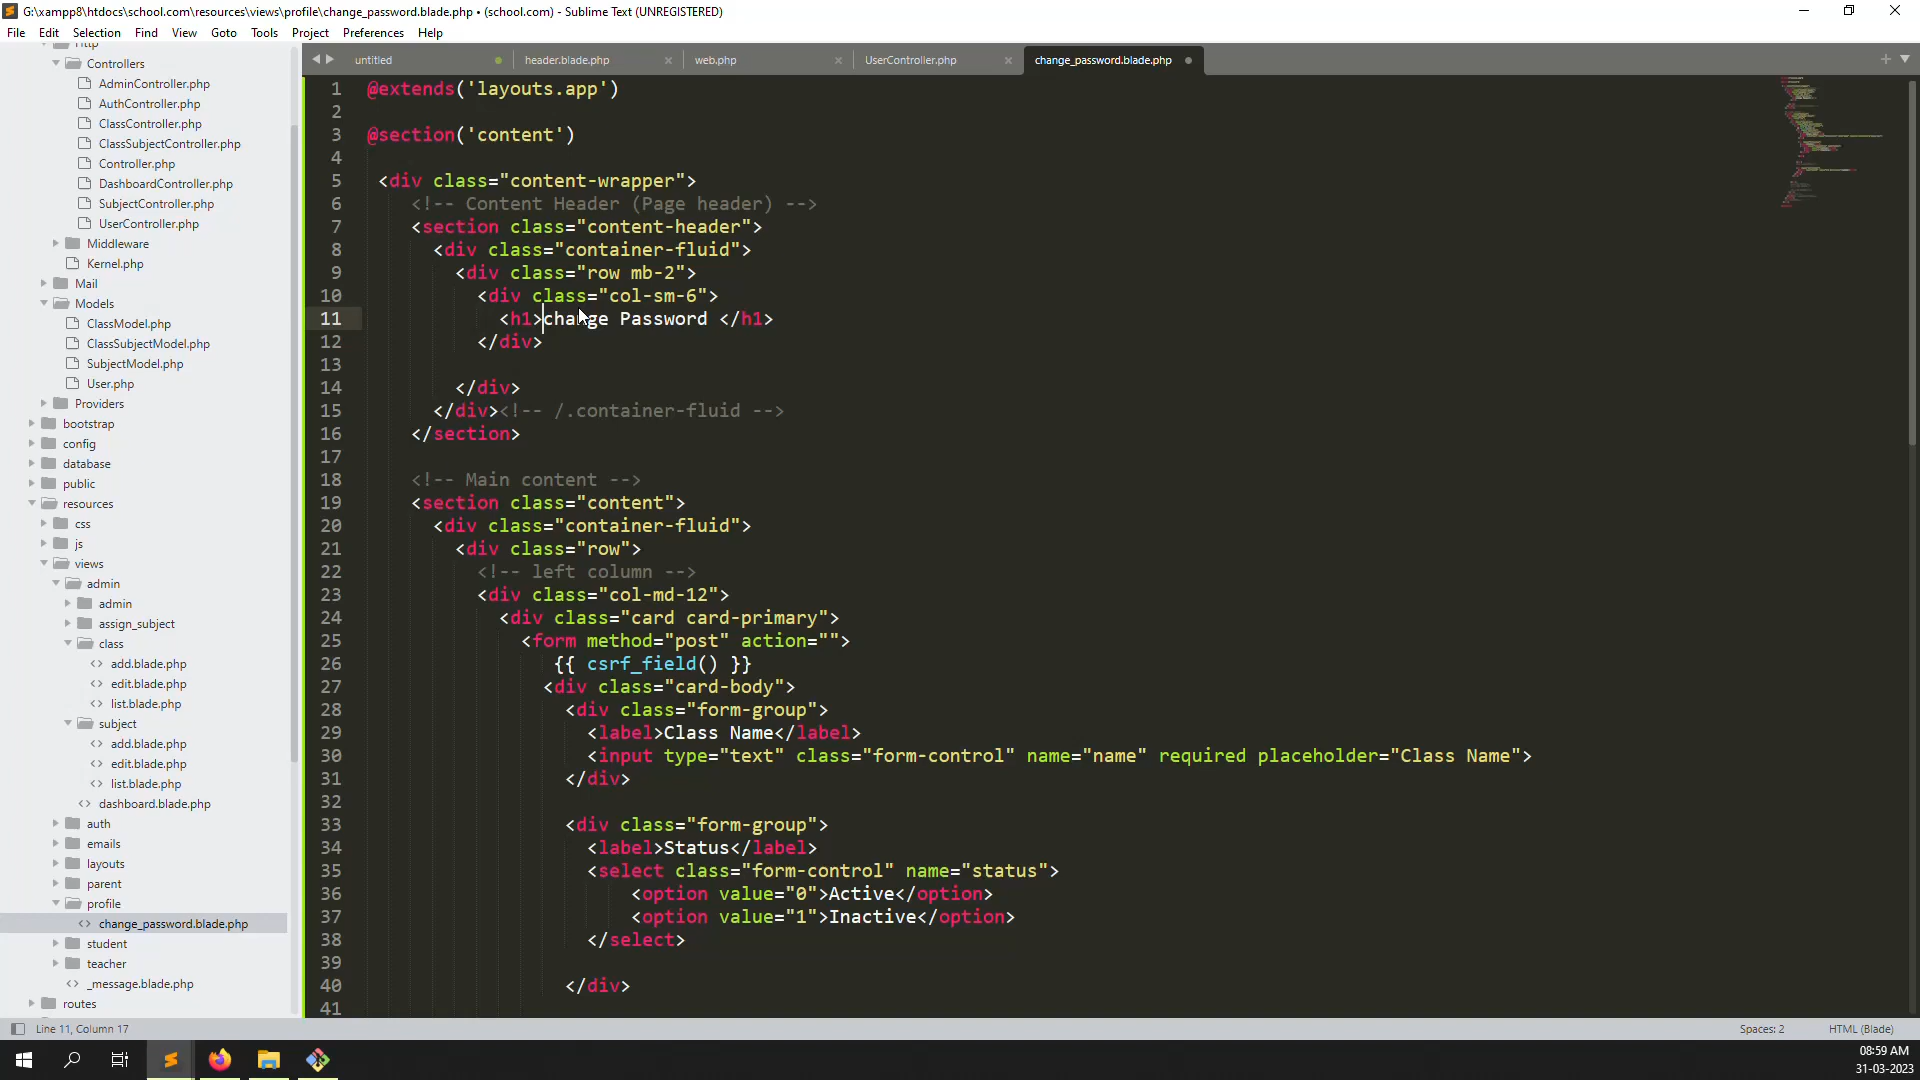 G:\xampp8\htdocs\school.com\resources\views\profile\change_password.blade.php • (school.com) - Sublime Text (UNREGISTERED)
File Edit Selection Find View Goto Tools Project Preferences Help
Http
Controllers
AdminController.php
AuthController.php
ClassController.php
ClassSubjectController.php
Controller.php
DashboardController.php
SubjectController.php
UserController.php
Middleware
Kernel.php
Mail
Models
ClassModel.php
ClassSubjectModel.php
SubjectModel.php
User.php
Providers
bootstrap
config
database
public
resources
css
js
views
admin
admin
assign_subject
class
add.blade.php
edit.blade.php
list.blade.php
subject
add.blade.php
edit.blade.php
list.blade.php
dashboard.blade.php
auth
emails
layouts
parent
profile
change_password.blade.php
student
teacher
_message.blade.php
routes
untitled header.blade.php web.php UserController.php change_password.blade.php
1 @extends('layouts.app')
2
3 @section('content')
4
5 <div class="content-wrapper">
6 <!-- Content Header (Page header) -->
7 <section class="content-header">
8 <div class="container-fluid">
9 <div class="row mb-2">
10 <div class="col-sm-6">
11 <h1>change Password </h1>
12 </div>
13
14 </div>
15 </div><!-- /.container-fluid -->
16 </section>
17
18 <!-- Main content -->
19 <section class="content">
20 <div class="container-fluid">
21 <div class="row">
22 <!-- left column -->
23 <div class="col-md-12">
24 <div class="card card-primary">
25 <form method="post" action="">
26 {{ csrf_field() }}
27 <div class="card-body">
28 <div class="form-group">
29 <label>Class Name</label>
30 <input type="text" class="form-control" name="name" required placeholder="Class Name">
31 </div>
32
33 <div class="form-group">
34 <label>Status</label>
35 <select class="form-control" name="status">
36 <option value="0">Active</option>
37 <option value="1">Inactive</option>
38 </select>
39
40 </div>
41
Line 11, Column 17 Spaces: 2 HTML (Blade)
08:59 AM
31-03-2023